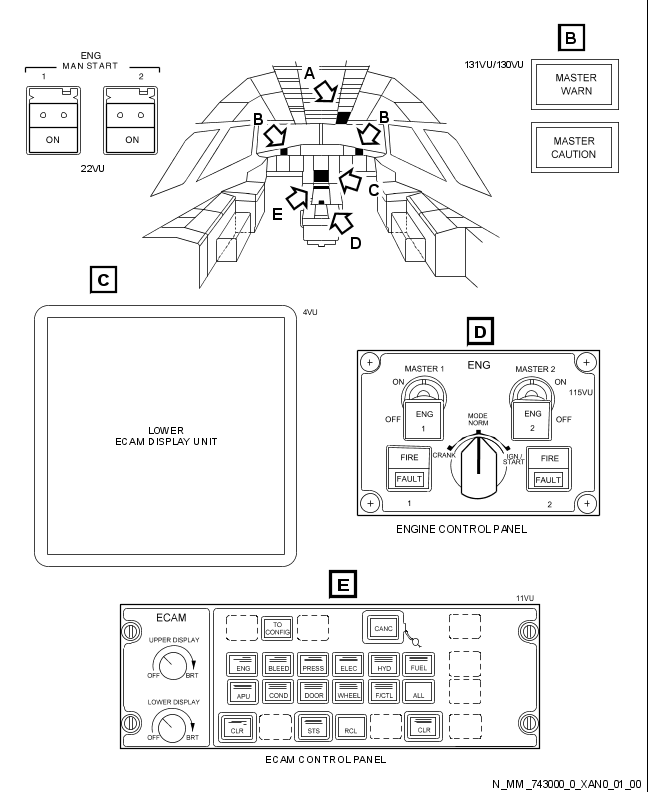 ENG
MAN START
1 2
ON ON
22VU
A
B B
C
E
D
B
131VU/130VU
MASTER
WARN
MASTER
CAUTION
C
4VU
LOWER
ECAM DISPLAY UNIT
D
MASTER 1 ENG MASTER 2
ON ON
115VU
OFF ENG
1
MODE
NORM
ENG
2
OFF
CRANK
IGN /
START
FIRE
FAULT
FIRE
FAULT
1 2
ENGINE CONTROL PANEL
E
11VU
ECAM
UPPER DISPLAY
OFF BRT
LOWER DISPLAY
OFF BRT
TO
CONFIG
CANC
ENG BLEED PRESS ELEC HYD FUEL
APU COND DOOR WHEEL F/CTL ALL
CLR STS RCL CLR
ECAM CONTROL PANEL
N_MM_743000_0_XAN0_01_00